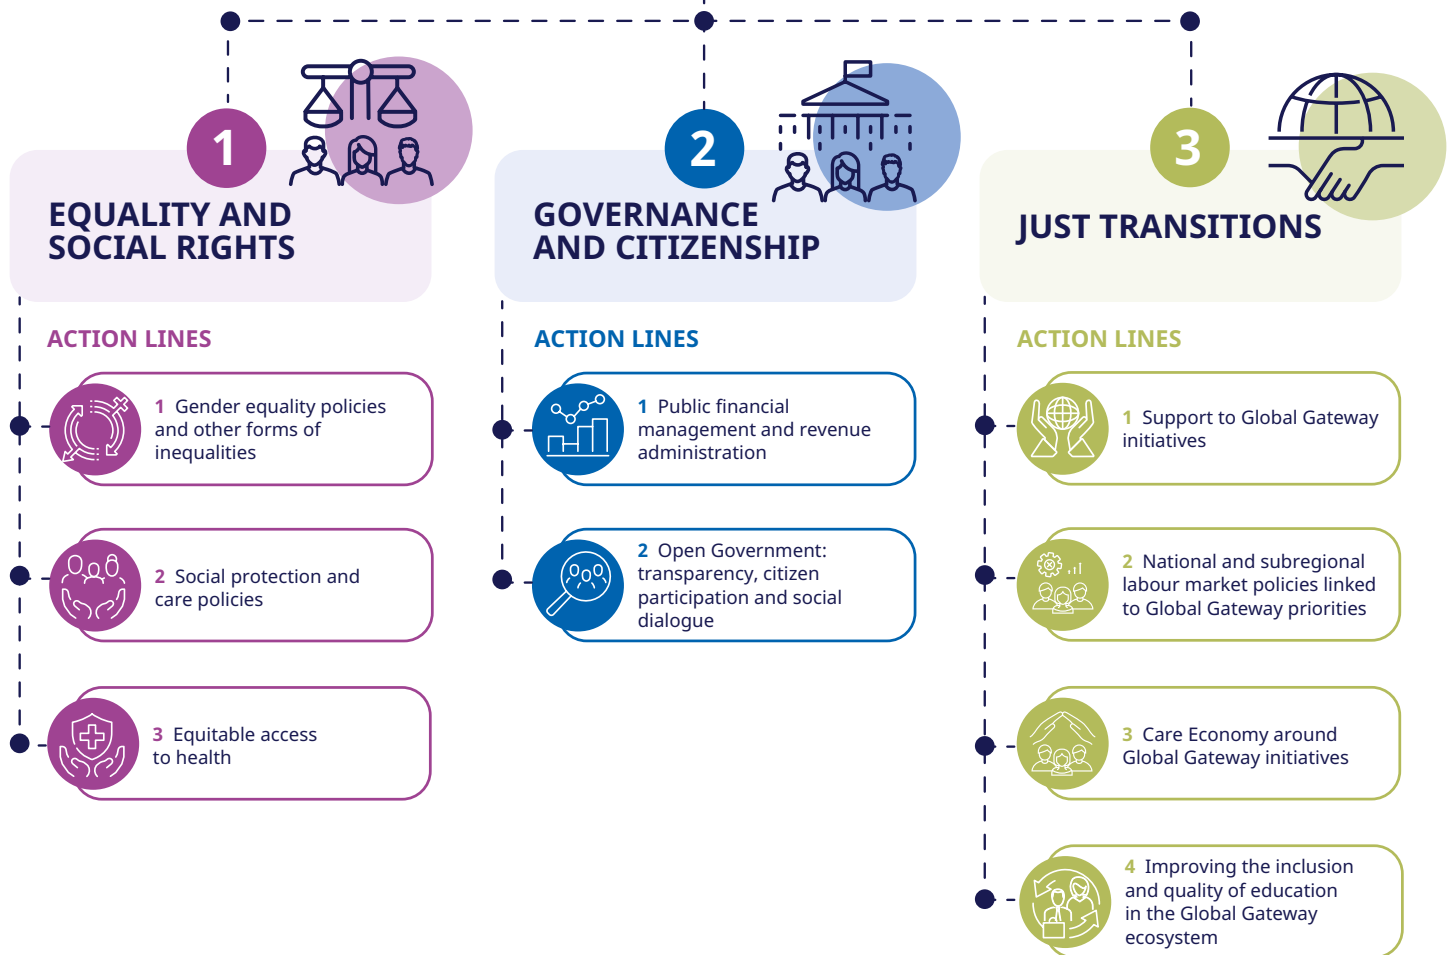 1
EQUALITY AND
SOCIAL RIGHTS
ACTION LINES
1 Gender equality policies
and other forms of
inequalities
2 Social protection and
care policies
3 Equitable access
to health
2
GOVERNANCE
AND CITIZENSHIP
ACTION LINES
1 Public financial
management and revenue
administration
2 Open Government:
transparency, citizen
participation and social
dialogue
3
JUST TRANSITIONS
ACTION LINES
1 Support to Global Gateway
initiatives
2 National and subregional
labour market policies linked
to Global Gateway priorities
3 Care Economy around
Global Gateway initiatives
4 Improving the inclusion
and quality of education
in the Global Gateway
ecosystem